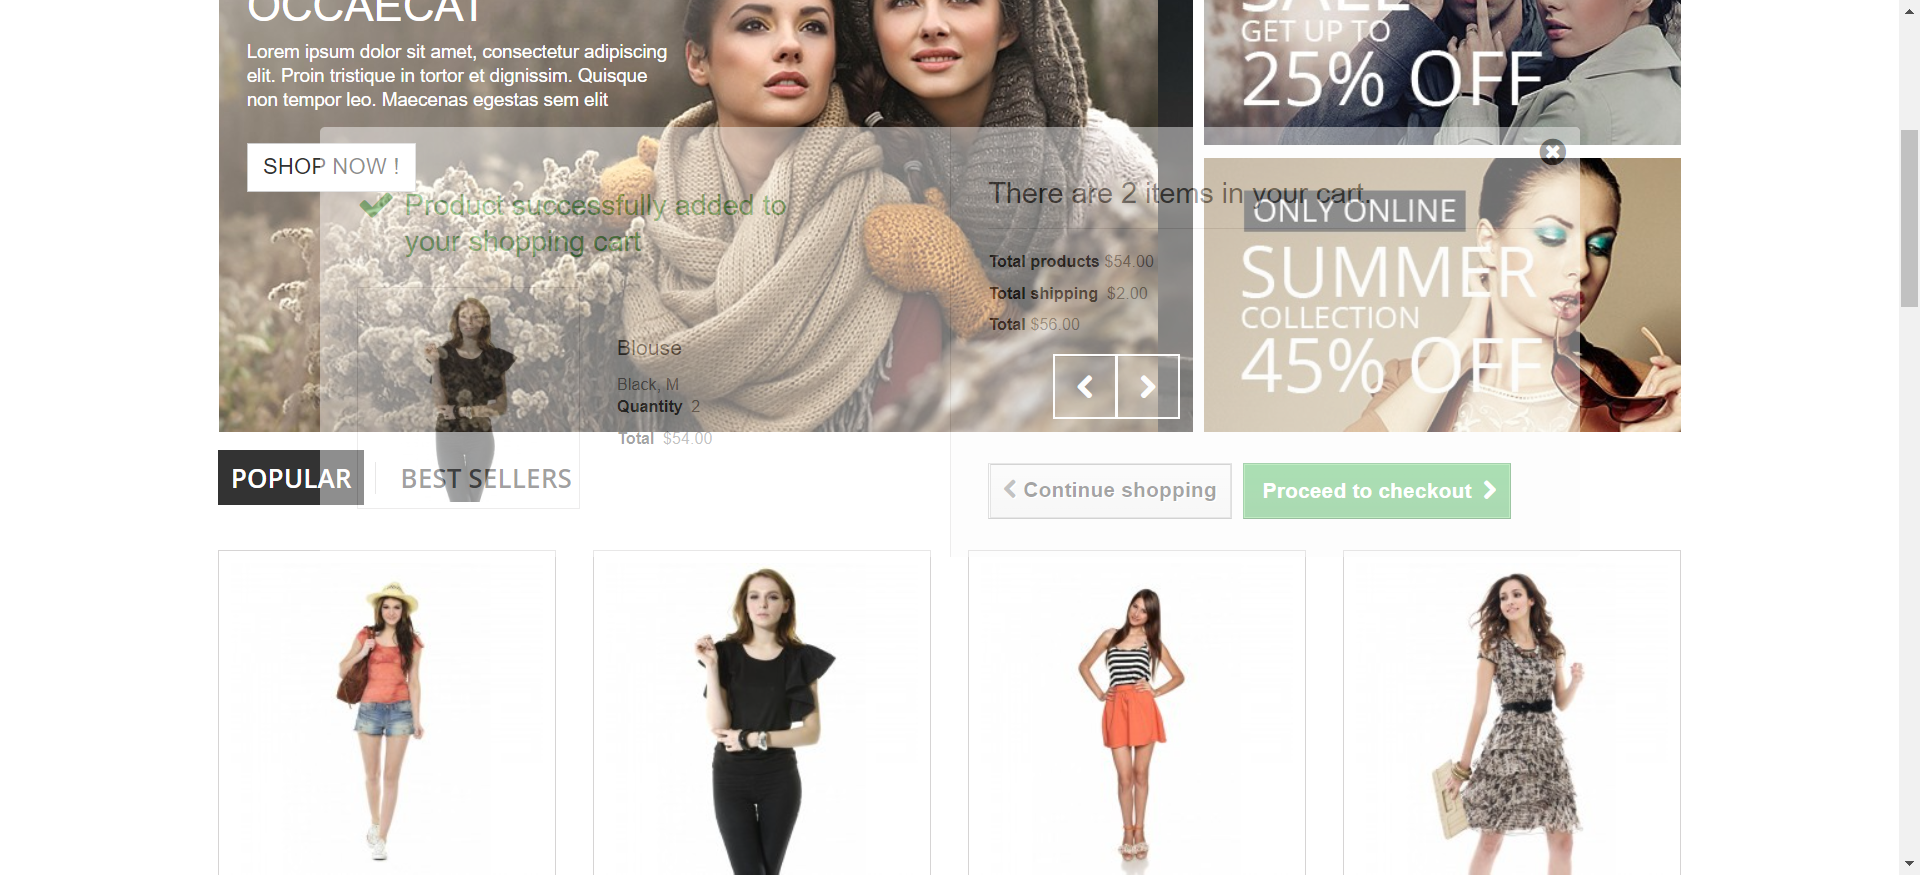 OCCAECAT
Lorem ipsum dolor sit amet, consectetur adipiscing
elit. Proin tristique in tortor et dignissim. Quisque
non tempor leo. Maecenas egestas sem elit
SHOP NOW !
SALE
GET UP TO
25% OFF
Product successfully added to
your shopping cart
Blouse
Black, M
Quantity 2
Total $54.00
There are 2 items in your cart.
Total products $54.00
Total shipping $2.00
Total $56.00
ONLY ONLINE
SUMMER
COLLECTION
45% OFF
Continue shopping
Proceed to checkout
POPULAR
BEST SELLERS